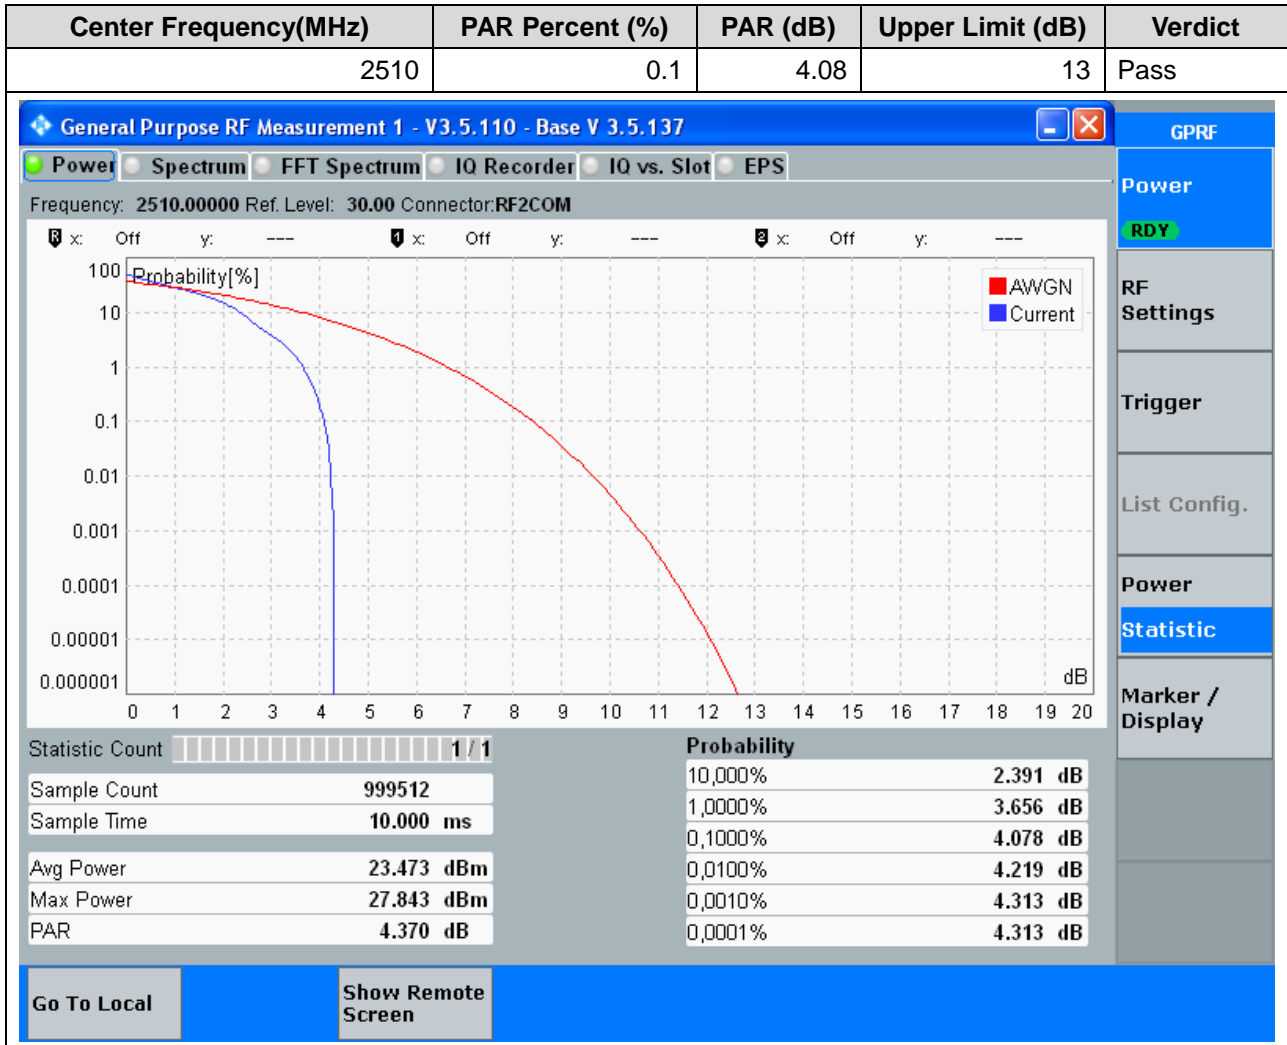 Center Frequency(MHz) PAR Percent (%) PAR (dB) Upper Limit (dB) Verdict
2510 0.1 4.08 13 Pass
General Purpose RF Measurement 1 - V3.5.110 - Base V 3.5.137
GPRF
Power Spectrum FFT Spectrum IQ Recorder IQ vs. Slot EPS
Frequency: 2510.00000 Ref. Level: 30.00 Connector:RF2COM
R x: Off y: --- 1 x: Off y: --- 2 x: Off y: ---
Probability[%]
AWGN
Current
100
10
1
0.1
0.01
0.001
0.0001
0.00001
0.000001
dB
0 1 2 3 4 5 6 7 8 9 10 11 12 13 14 15 16 17 18 19 20
Statistic Count 1 / 1
Sample Count 999512
Sample Time 10.000 ms
Avg Power 23.473 dBm
Max Power 27.843 dBm
PAR 4.370 dB
Probability
10,000% 2.391 dB
1,0000% 3.656 dB
0,1000% 4.078 dB
0,0100% 4.219 dB
0,0010% 4.313 dB
0,0001% 4.313 dB
Power
RDY
RF
Settings
Trigger
List Config.
Power
Statistic
Marker /
Display
Go To Local
Show Remote
Screen